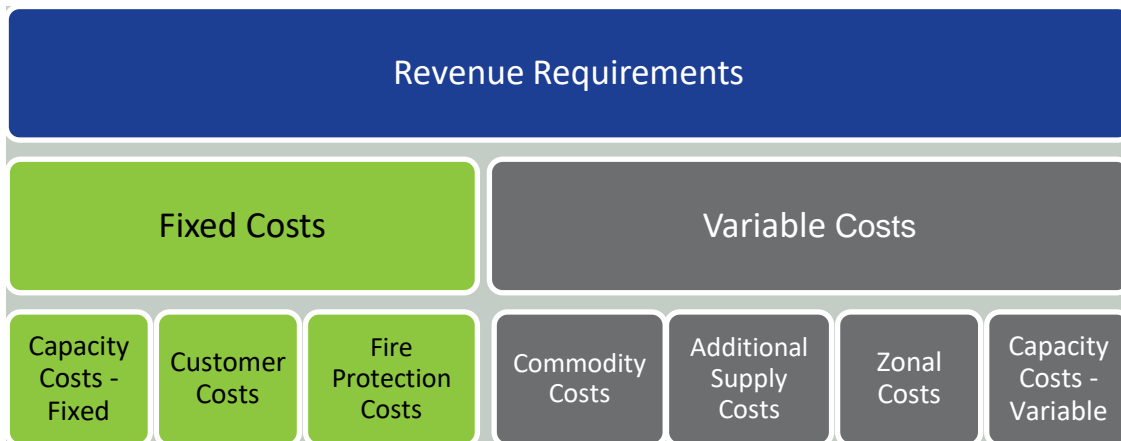 Revenue Requirements
Fixed Costs
Variable Costs
Capacity
Costs -
Fixed
Customer
Costs
Fire
Protection
Costs
Commodity
Costs
Additional
Supply
Costs
Zonal
Costs
Capacity
Costs -
Variable